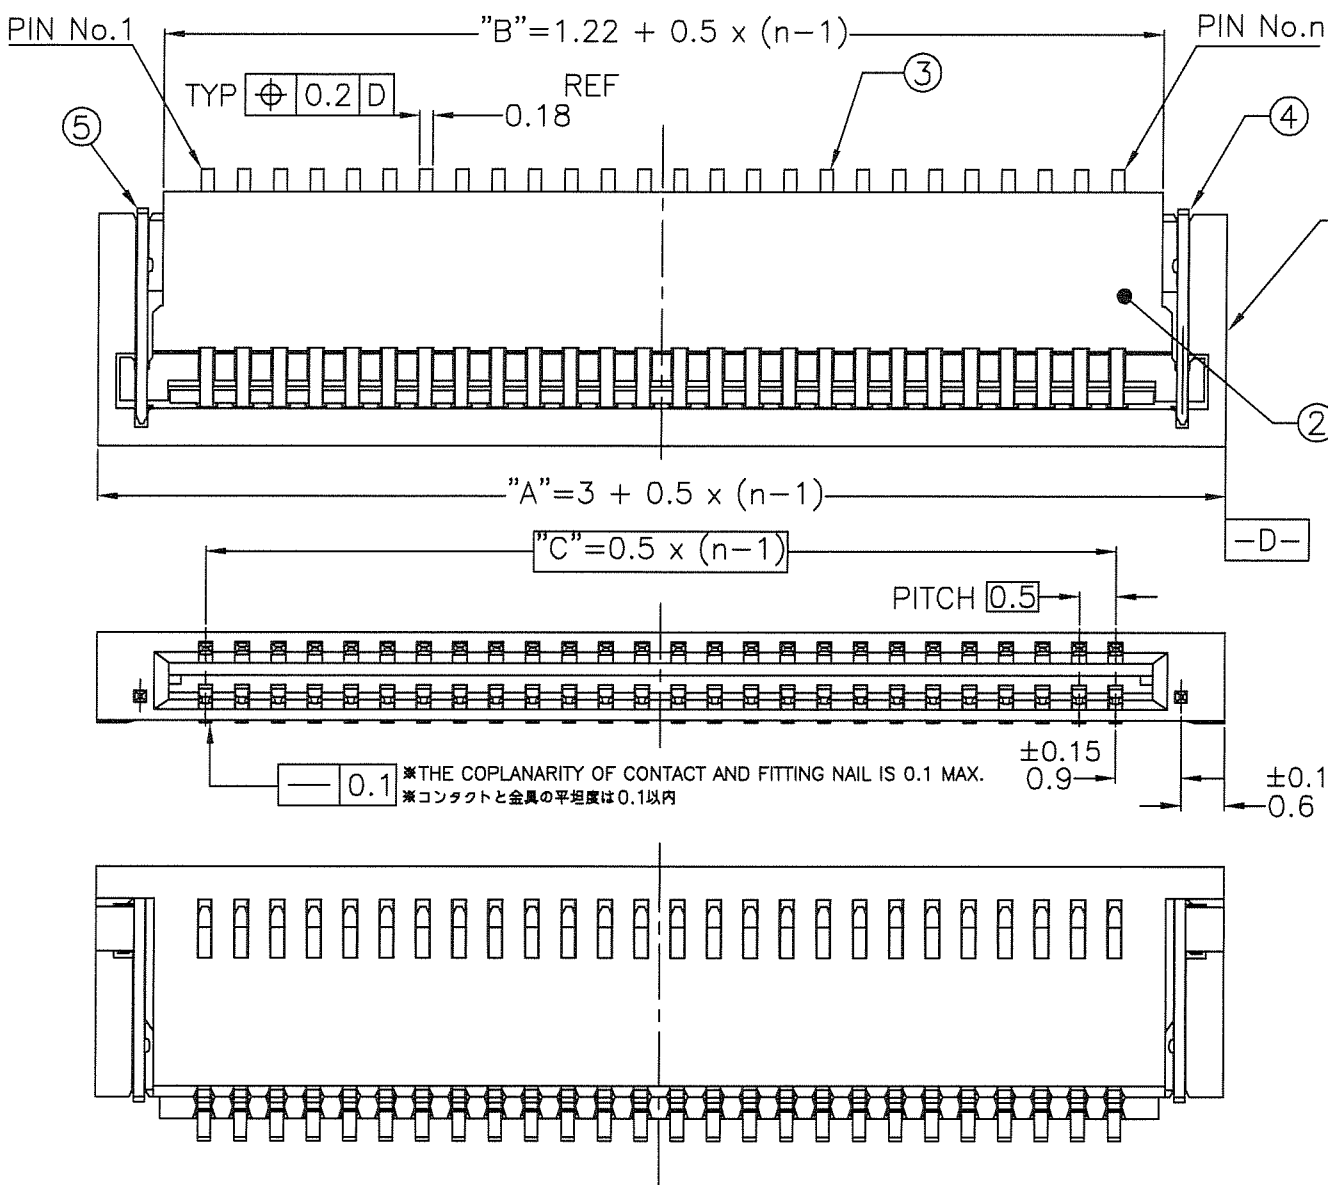 PIN No.1
"B"=1.22 + 0.5 x (n-1)
PIN No.n
TYP ⌖ 0.2 D
REF
0.18
③
⑤
④
②
"A"=3 + 0.5 x (n-1)
-D-
"C"=0.5 x (n-1)
PITCH 0.5
±0.15
0.9
±0.1
0.6
— 0.1
※THE COPLANARITY OF CONTACT AND FITTING NAIL IS 0.1 MAX.
※コンタクトと金具の平坦度は0.1以内